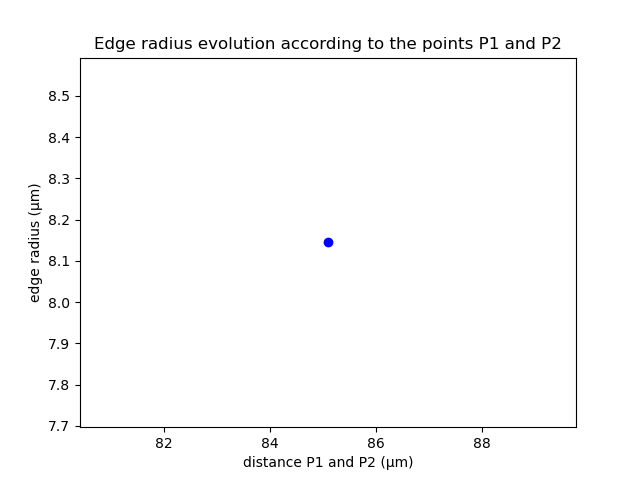 Edge radius evolution according to the points P1 and P2
8.5
8.4
8.3
8.2
8.1
8.0
7.9
7.8
7.7
edge radius (μm)
82 84 86 88
distance P1 and P2 (μm)